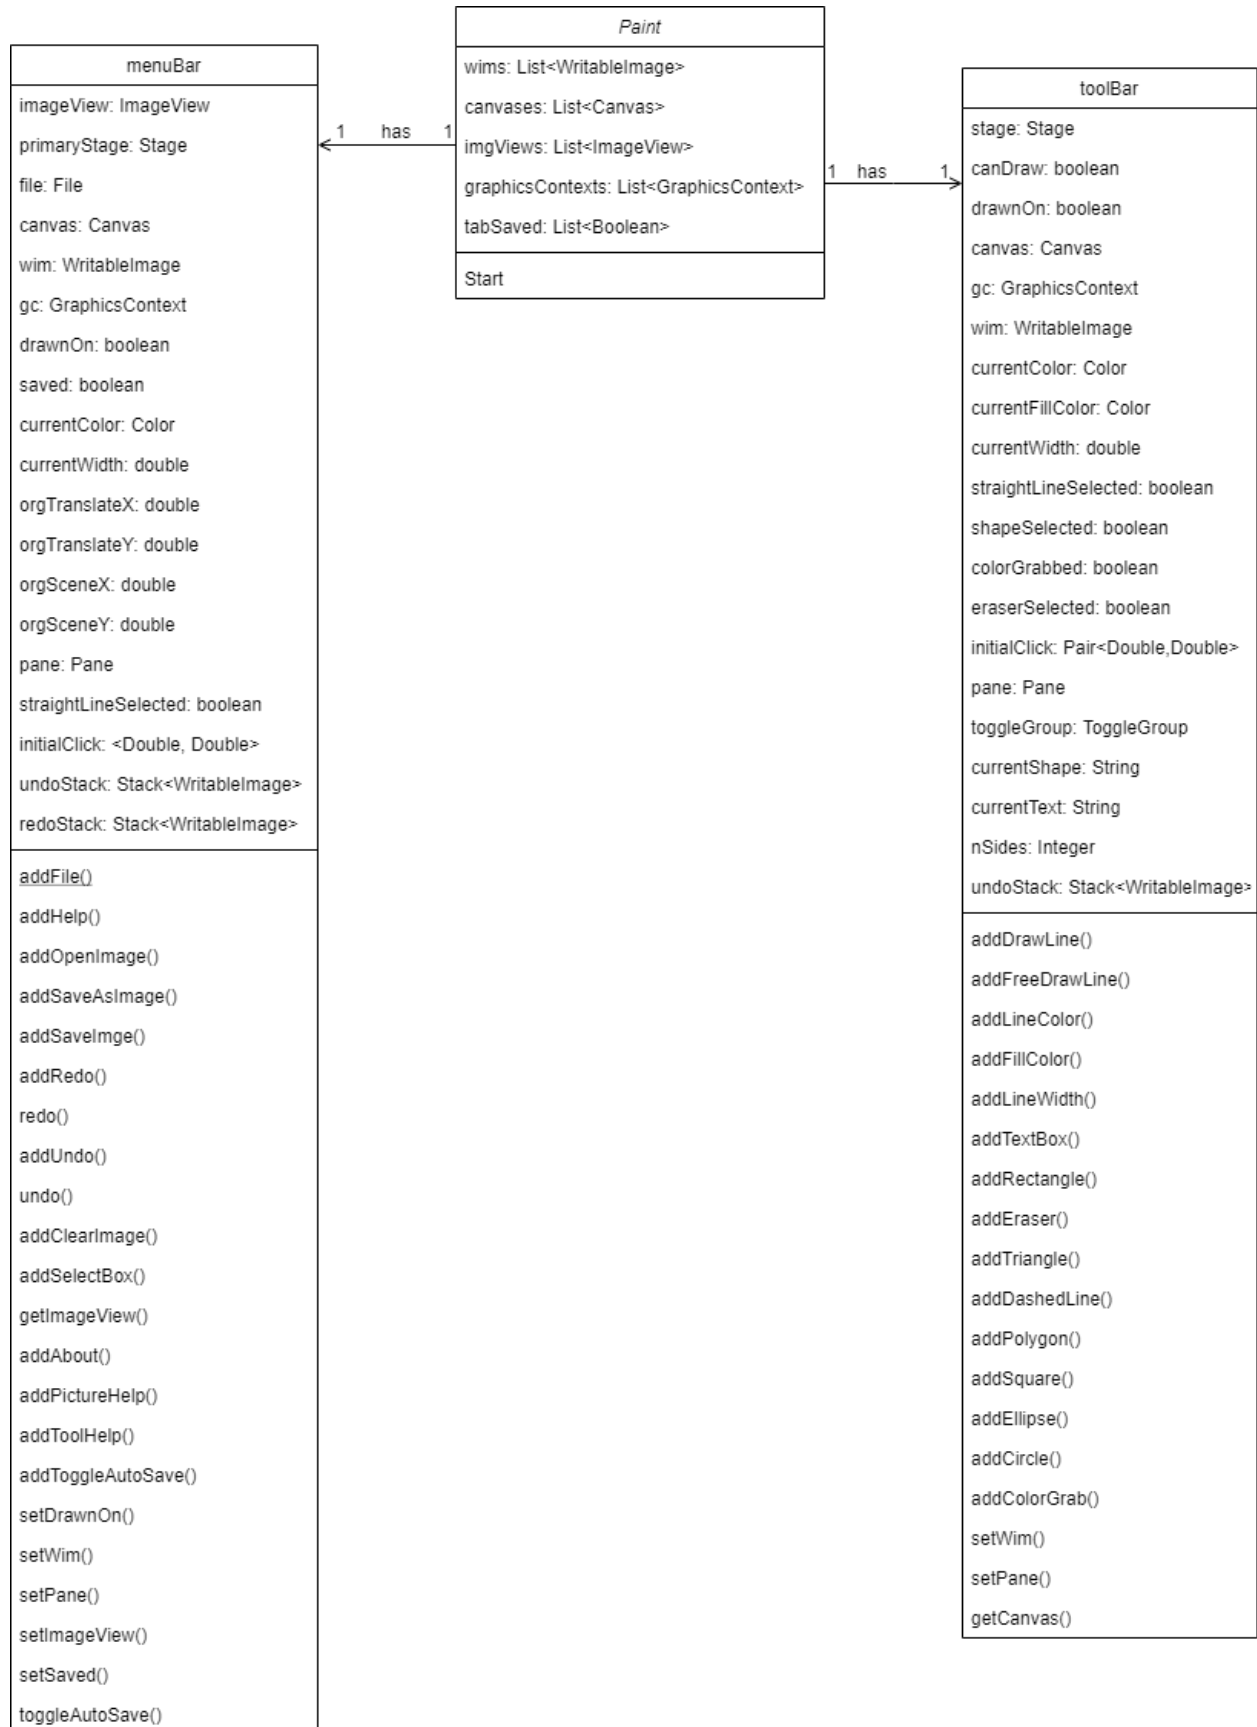 Paint
wims: List<WritableImage>
canvases: List<Canvas>
imgViews: List<ImageView>
graphicsContexts: List<GraphicsContext>
tabSaved: List<Boolean>
Start
1 has 1
1 has 1
menuBar
imageView: ImageView
primaryStage: Stage
file: File
canvas: Canvas
wim: WritableImage
gc: GraphicsContext
drawnOn: boolean
saved: boolean
currentColor: Color
currentWidth: double
orgTranslateX: double
orgTranslateY: double
orgSceneX: double
orgSceneY: double
pane: Pane
straightLineSelected: boolean
initialClick: <Double, Double>
undoStack: Stack<WritableImage>
redoStack: Stack<WritableImage>
addFile()
addHelp()
addOpenImage()
addSaveAsImage()
addSaveImge()
addRedo()
redo()
addUndo()
undo()
addClearImage()
addSelectBox()
getImageView()
addAbout()
addPictureHelp()
addToolHelp()
addToggleAutoSave()
setDrawnOn()
setWim()
setPane()
setImageView()
setSaved()
toggleAutoSave()
toolBar
stage: Stage
canDraw: boolean
drawnOn: boolean
canvas: Canvas
gc: GraphicsContext
wim: WritableImage
currentColor: Color
currentFillColor: Color
currentWidth: double
straightLineSelected: boolean
shapeSelected: boolean
colorGrabbed: boolean
eraserSelected: boolean
initialClick: Pair<Double,Double>
pane: Pane
toggleGroup: ToggleGroup
currentShape: String
currentText: String
nSides: Integer
undoStack: Stack<WritableImage>
addDrawLine()
addFreeDrawLine()
addLineColor()
addFillColor()
addLineWidth()
addTextBox()
addRectangle()
addEraser()
addTriangle()
addDashedLine()
addPolygon()
addSquare()
addEllipse()
addCircle()
addColorGrab()
setWim()
setPane()
getCanvas()